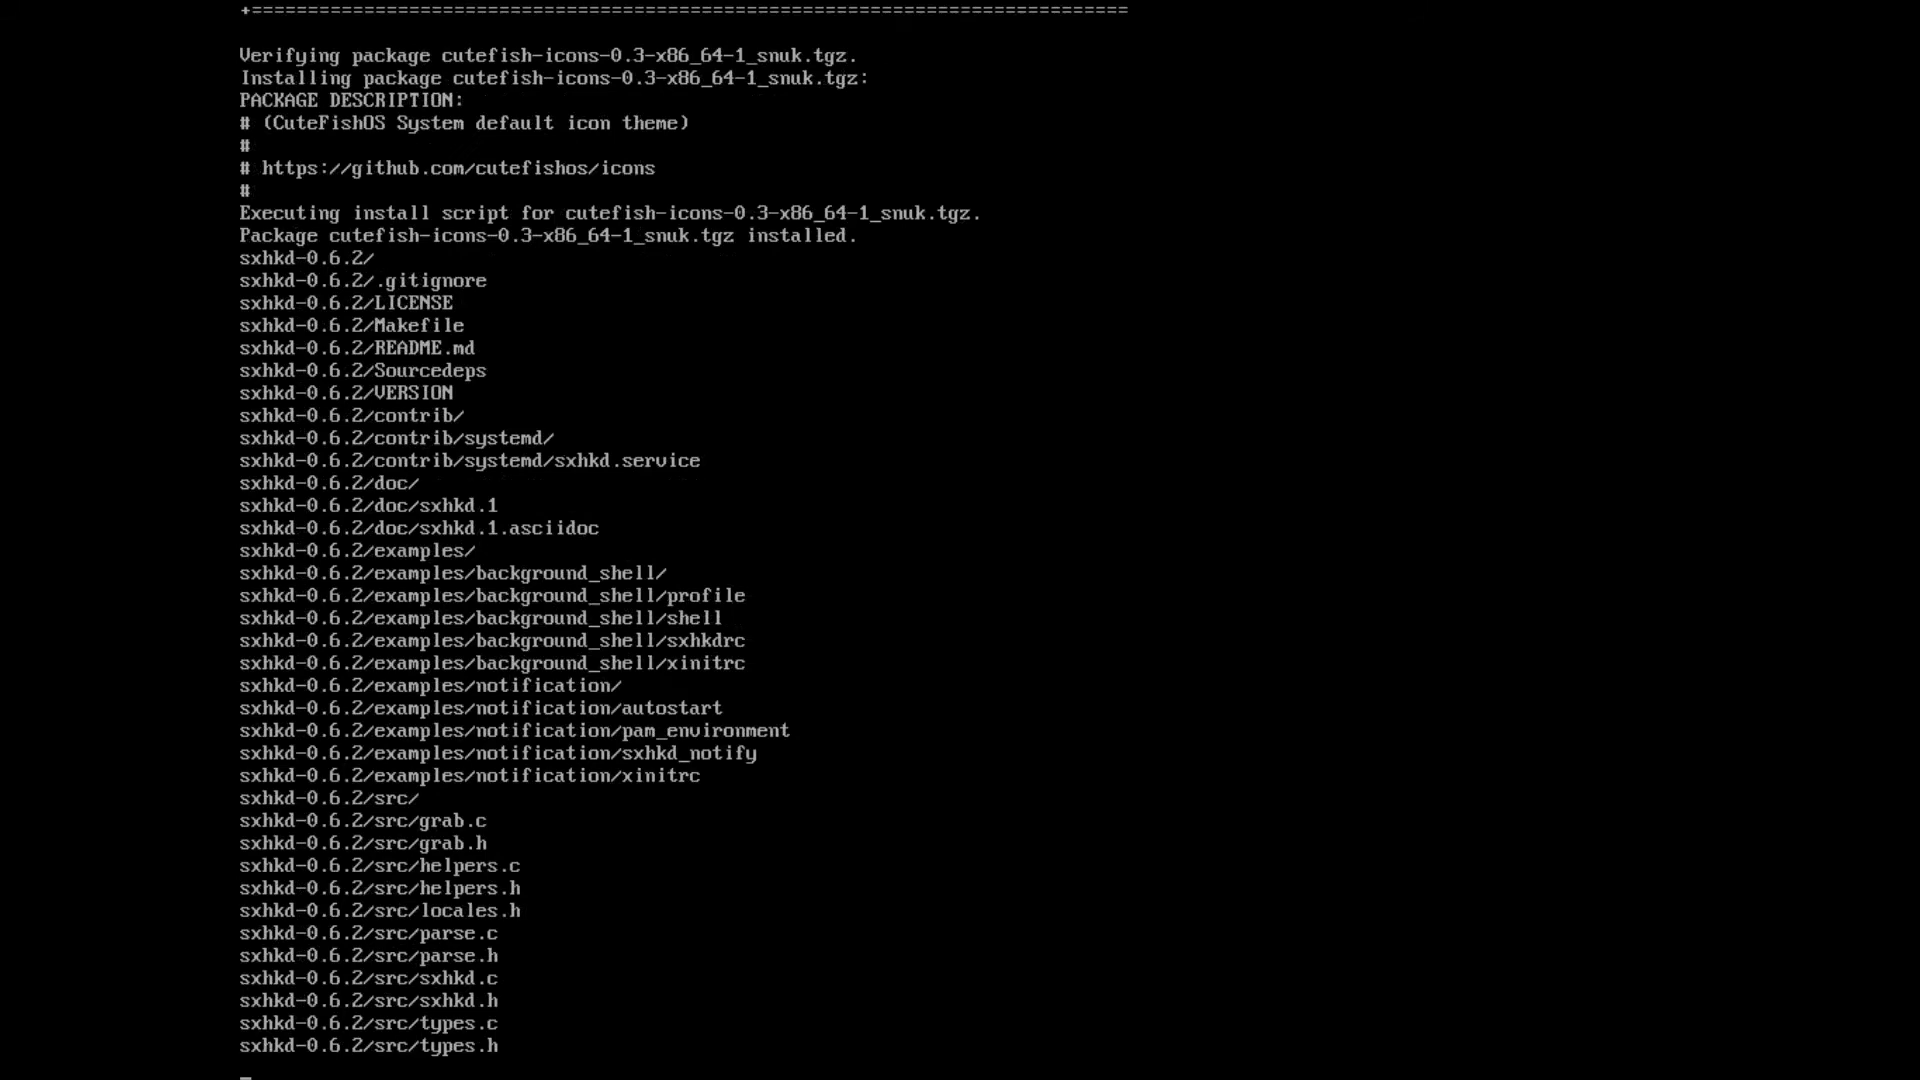 +==============================================================================
Verifying package cutefish-icons-0.3-x86_64-1_snuk.tgz.
Installing package cutefish-icons-0.3-x86_64-1_snuk.tgz:
PACKAGE DESCRIPTION:
# (CuteFishOS System default icon theme)
#
# https://github.com/cutefishos/icons
#
Executing install script for cutefish-icons-0.3-x86_64-1_snuk.tgz.
Package cutefish-icons-0.3-x86_64-1_snuk.tgz installed.
sxhkd-0.6.2/
sxhkd-0.6.2/.gitignore
sxhkd-0.6.2/LICENSE
sxhkd-0.6.2/Makefile
sxhkd-0.6.2/README.md
sxhkd-0.6.2/Sourcedeps
sxhkd-0.6.2/VERSION
sxhkd-0.6.2/contrib/
sxhkd-0.6.2/contrib/systemd/
sxhkd-0.6.2/contrib/systemd/sxhkd.service
sxhkd-0.6.2/doc/
sxhkd-0.6.2/doc/sxhkd.1
sxhkd-0.6.2/doc/sxhkd.1.asciidoc
sxhkd-0.6.2/examples/
sxhkd-0.6.2/examples/background_shell/
sxhkd-0.6.2/examples/background_shell/profile
sxhkd-0.6.2/examples/background_shell/shell
sxhkd-0.6.2/examples/background_shell/sxhkdrc
sxhkd-0.6.2/examples/background_shell/xinitrc
sxhkd-0.6.2/examples/notification/
sxhkd-0.6.2/examples/notification/autostart
sxhkd-0.6.2/examples/notification/pam_environment
sxhkd-0.6.2/examples/notification/sxhkd_notify
sxhkd-0.6.2/examples/notification/xinitrc
sxhkd-0.6.2/src/
sxhkd-0.6.2/src/grab.c
sxhkd-0.6.2/src/grab.h
sxhkd-0.6.2/src/helpers.c
sxhkd-0.6.2/src/helpers.h
sxhkd-0.6.2/src/locales.h
sxhkd-0.6.2/src/parse.c
sxhkd-0.6.2/src/parse.h
sxhkd-0.6.2/src/sxhkd.c
sxhkd-0.6.2/src/sxhkd.h
sxhkd-0.6.2/src/types.c
sxhkd-0.6.2/src/types.h